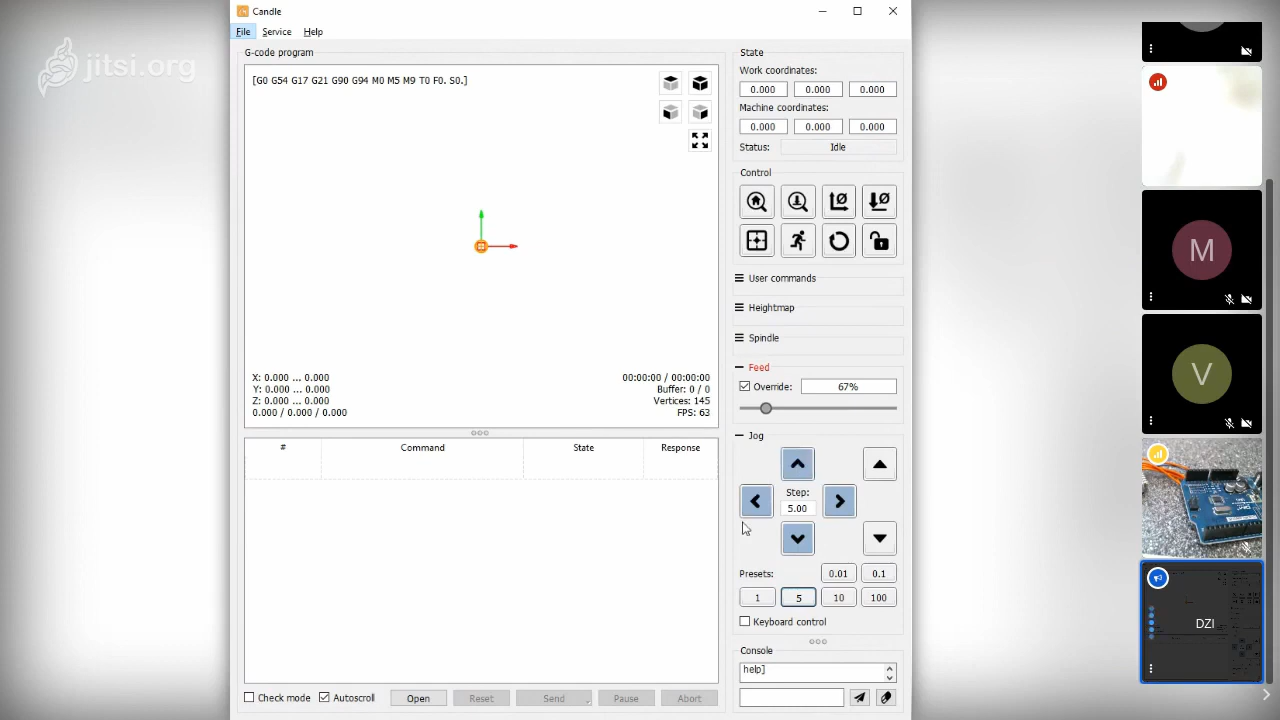 Candle
File Service Help
jitsi.org
G-code program
[G0 G54 G17 G21 G90 G94 M0 M5 M9 T0 F0. S0.]
X: 0.000 ... 0.000
Y: 0.000 ... 0.000
Z: 0.000 ... 0.000
0.000 / 0.000 / 0.000
00:00:00 / 00:00:00
Buffer: 0 / 0
Vertices: 145
FPS: 63
# Command State Response
Check mode Autoscroll Open Reset Send Pause Abort
State
Work coordinates:
0.000 0.000 0.000
Machine coordinates:
0.000 0.000 0.000
Status: Idle
Control
User commands
Heightmap
Spindle
Feed
Override: 67%
Jog
Step:
5.00
Presets: 0.01 0.1
1 5 10 100
Keyboard control
Console
help]
M
V
DZI